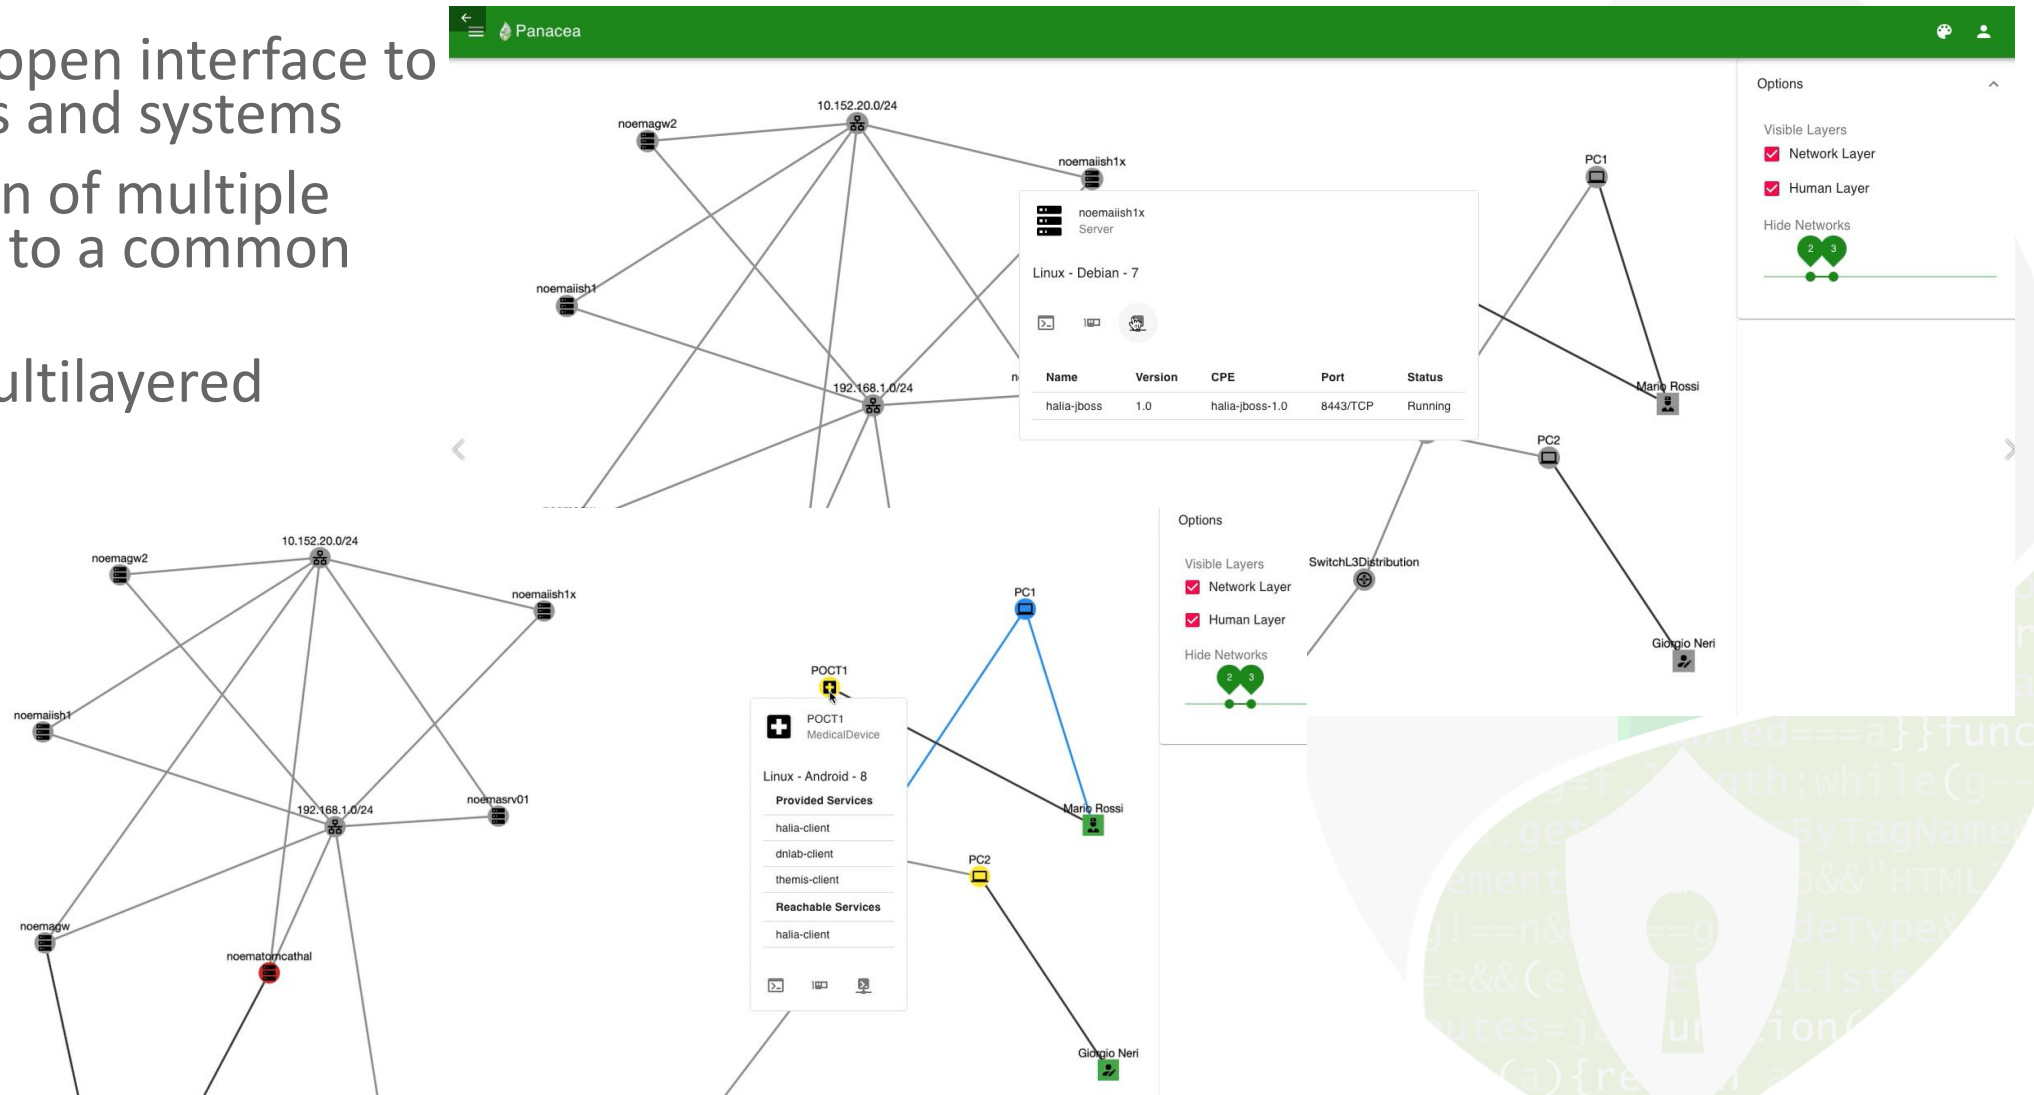 open interface to
s and systems
n of multiple
to a common
ultilayered
Panacea
10.152.20.0/24
noemagw2
noemaiish1x
PC1
noemaiish1x
Server
Linux - Debian - 7
noemaiish1
Name Version CPE Port Status
halia-jboss 1.0 halia-jboss-1.0 8443/TCP Running
192.168.1.0/24
Mario Rossi
PC2
SwitchL3Distribution
Giorgio Neri
Options
Visible Layers
Network Layer
Human Layer
Hide Networks
2 3
10.152.20.0/24
noemagw2
noemaiish1x
noemaiish1
192.168.1.0/24
noemasrv01
noemagw
noematomcathal
PC1
POCT1
POCT1
MedicalDevice
Linux - Android - 8
Provided Services
halia-client
dnlab-client
themis-client
Reachable Services
halia-client
Mario Rossi
PC2
Giorgio Neri
Options
Visible Layers
Network Layer
Human Layer
Hide Networks
2 3